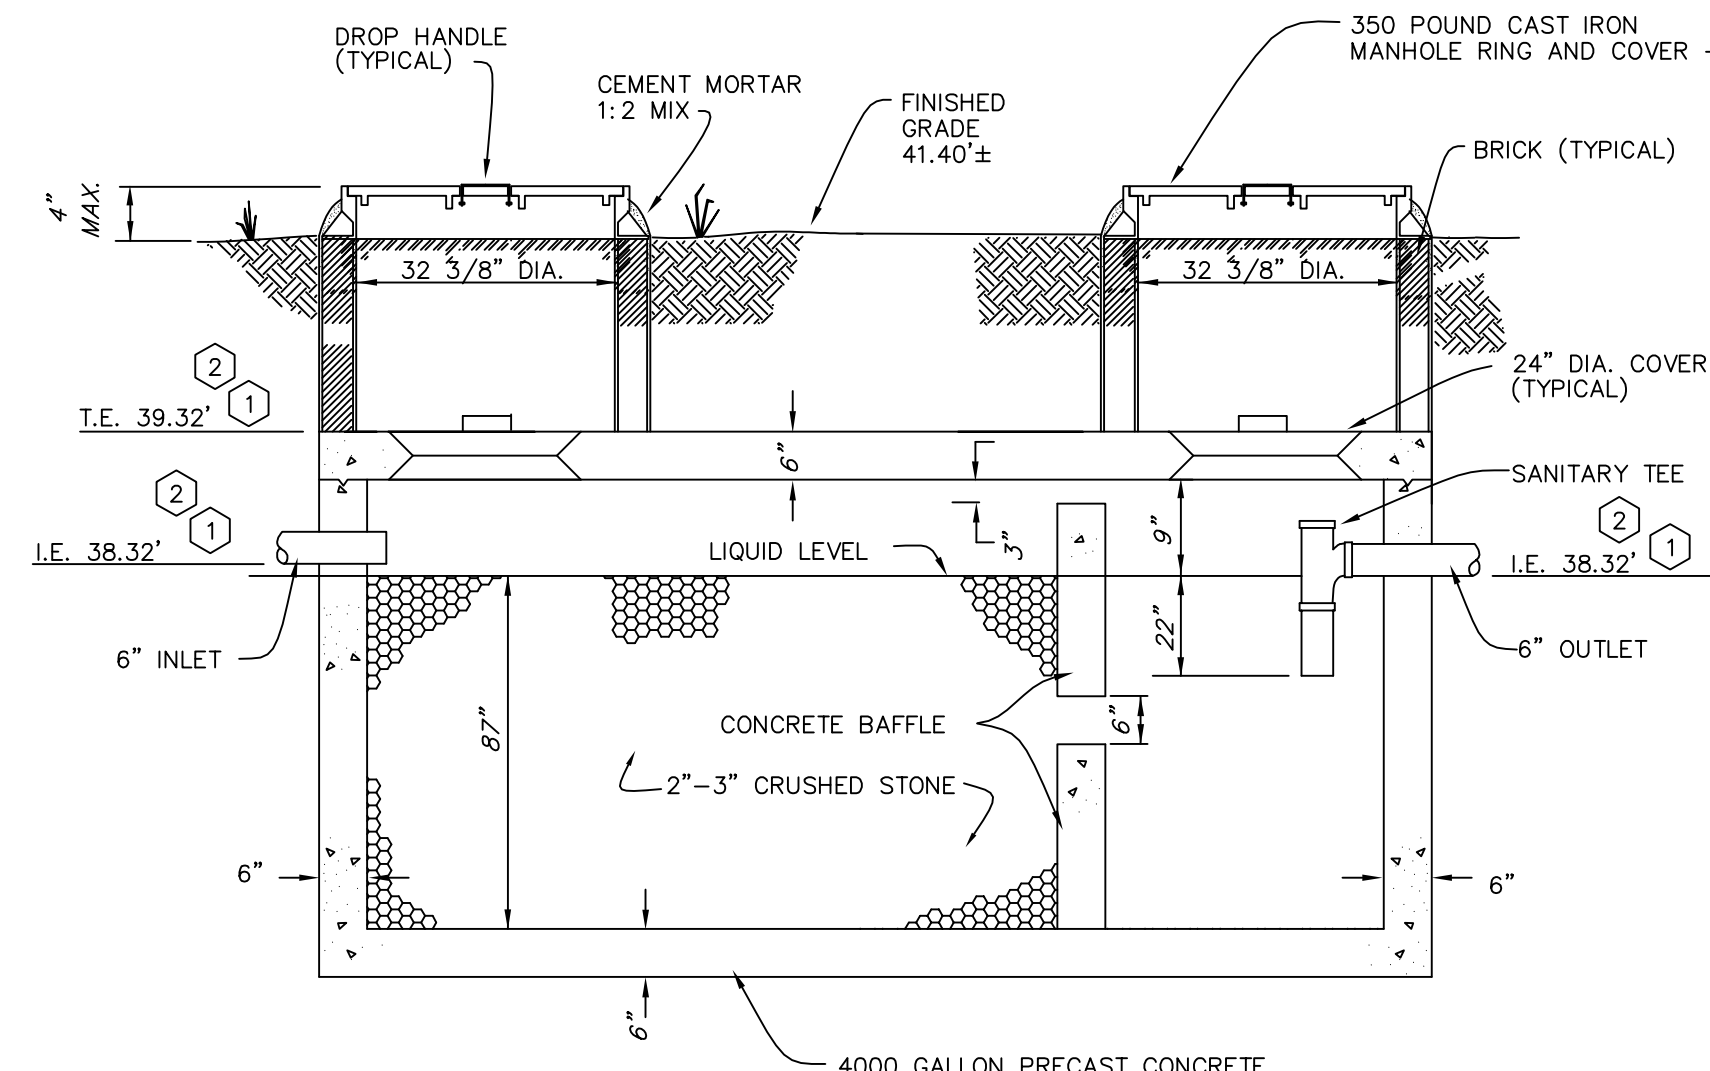 DROP HANDLE
(TYPICAL)
CEMENT MORTAR
1:2 MIX
FINISHED
GRADE
41.40'±
350 POUND CAST IRON
MANHOLE RING AND COVER -
BRICK (TYPICAL)
4"
MAX.
32 3/8" DIA.
32 3/8" DIA.
2
1
T.E. 39.32'
24" DIA. COVER
(TYPICAL)
6"
SANITARY TEE
2
1
I.E. 38.32'
LIQUID LEVEL
3"
9"
2
1
I.E. 38.32'
22"
6" INLET
6" OUTLET
87"
CONCRETE BAFFLE
6"
2"-3" CRUSHED STONE
6"
6"
6"
4000 GALLON PRECAST CONCRETE